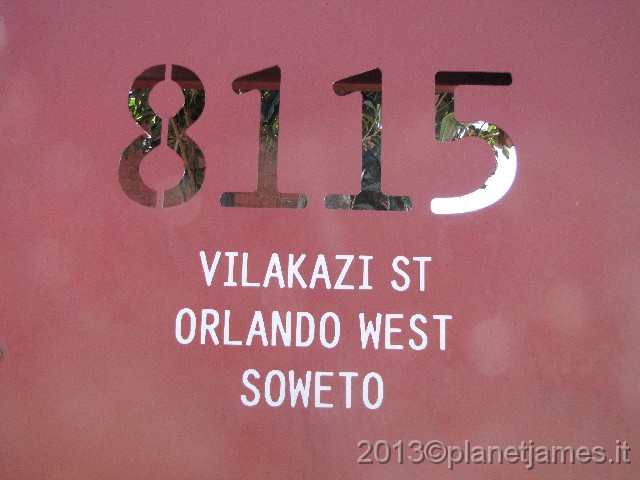 8115
VILAKAZI ST
ORLANDO WEST
SOWETO
2013©planetjames.it